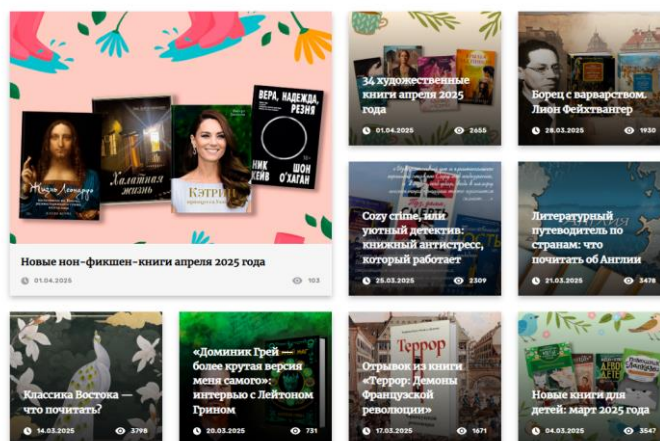 Жизнь Леонардо
Халатная
жизнь
КЭТРИН
ВЕРА, НАДЕЖДА,
РЕЗНЯ
НИК
КЕЙВ
ШОН
О'ХАГАН
Новые нон-фикшен-книги апреля 2025 года
01.04.2025 103
34 художественные
книги апреля 2025
года
01.04.2025 2655
Борец с варварством.
Лион Фейхтвангер
28.03.2025 1930
Cozy crime, или
уютный детектив:
книжный антистресс,
который работает
25.03.2025 2309
Литературный
путеводитель по
странам: что
почитать об Англии
21.03.2025 3478
Классика Востока —
что почитать?
14.03.2025 3798
«Доминик Грей —
более крутая версия
меня самого»:
интервью с Лейтоном
Грином
20.03.2025 731
Террор
Отрывок из книги
«Террор: Демоны
Французской
революции»
17.03.2025 1671
Новые книги для
детей: март 2025 года
04.03.2025 3547